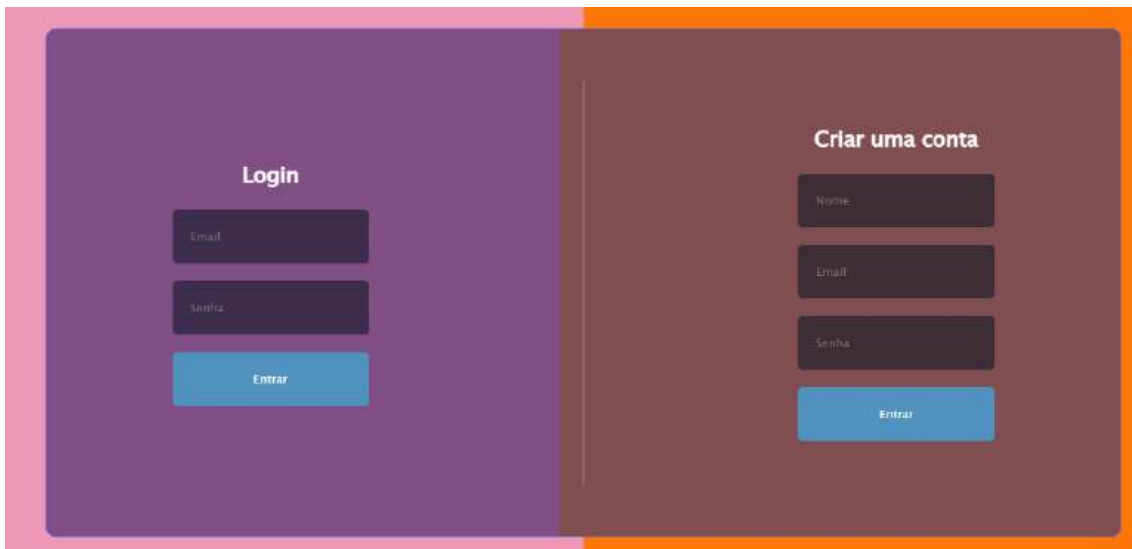 Login
Email
Senha
Entrar
Criar uma conta
Nome
Email
Senha
Entrar